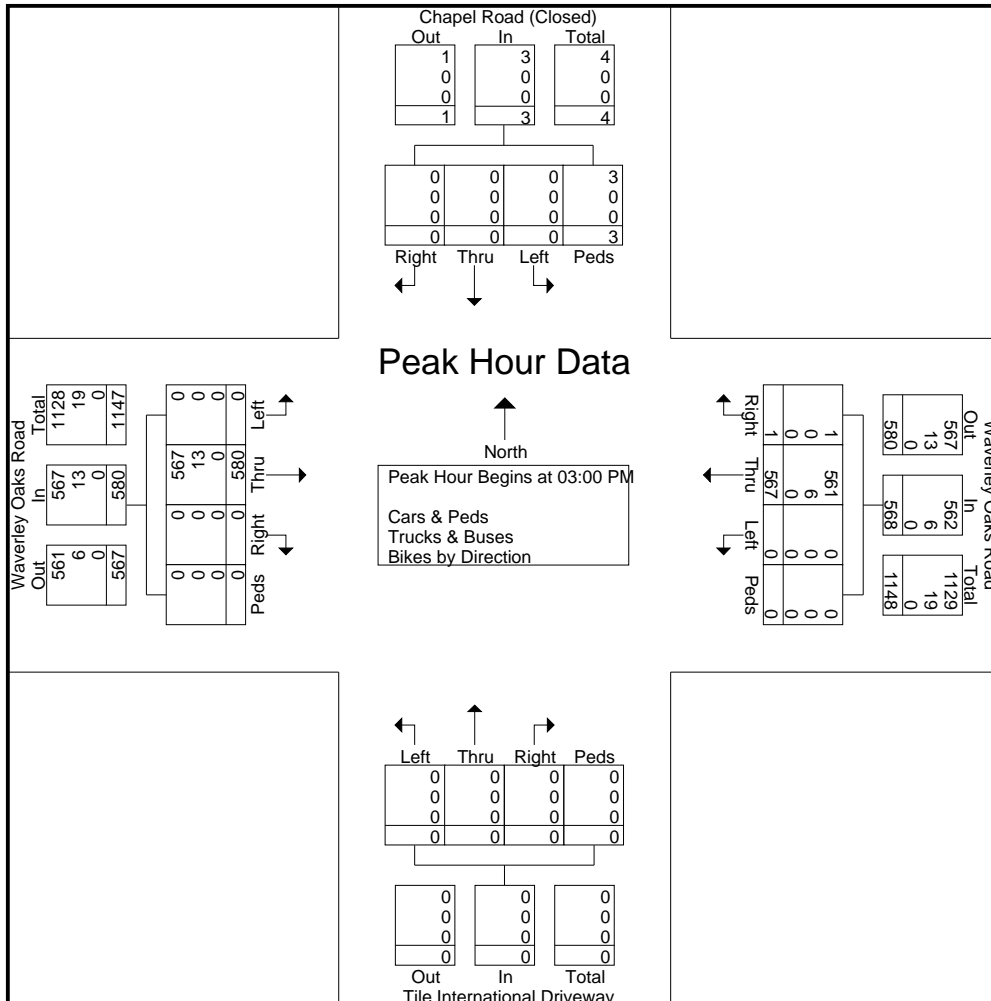 Chapel Road (Closed)
Out In Total
1 3 4
0 0 0
0 0 0
1 3 4
0 0 0 3
0 0 0 0
0 0 0 0
0 0 0 3
Right Thru Left Peds
Peak Hour Data
North
Peak Hour Begins at 03:00 PM
Cars & Peds
Trucks & Buses
Bikes by Direction
Waverley Oaks Road
Out In Total
561 567 1128
6 13 19
0 0 0
567 580 1147
Left Thru Right Peds
0 567 0 0
0 13 0 0
0 0 0 0
0 580 0 0
Waverley Oaks Road
Out In Total
567 562 1129
13 6 19
0 0 0
580 568 1148
Right Thru Left Peds
1 561 0 0
0 6 0 0
0 0 0 0
1 567 0 0
Left Thru Right Peds
0 0 0 0
0 0 0 0
0 0 0 0
0 0 0 0
0 0 0
0 0 0
0 0 0
0 0 0
Out In Total
Tile International Driveway